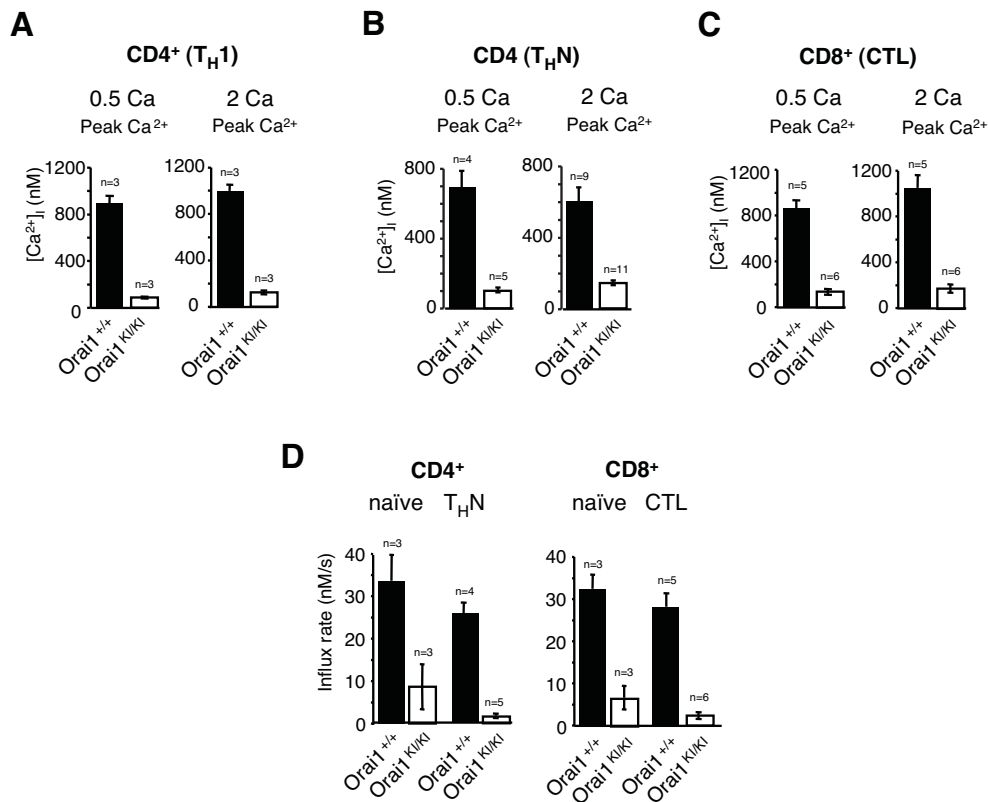 A
CD4⁺ (T_H1)
0.5 Ca
Peak Ca²⁺
2 Ca
Peak Ca²⁺
[Ca²⁺]ᵢ (nM)
1200
800
400
0
n=3
n=3
Orai1 ⁺/⁺
Orai1 ᴷᴵ/ᴷᴵ
1200
800
400
0
n=3
n=3
Orai1 ⁺/⁺
Orai1 ᴷᴵ/ᴷᴵ
B
CD4 (T_HN)
0.5 Ca
Peak Ca²⁺
2 Ca
Peak Ca²⁺
[Ca²⁺]ᵢ (nM)
800
400
0
n=4
n=5
Orai1 ⁺/⁺
Orai1 ᴷᴵ/ᴷᴵ
800
400
0
n=9
n=11
Orai1 ⁺/⁺
Orai1 ᴷᴵ/ᴷᴵ
C
CD8⁺ (CTL)
0.5 Ca
Peak Ca²⁺
2 Ca
Peak Ca²⁺
[Ca²⁺]ᵢ (nM)
1200
800
400
0
n=5
n=6
Orai1 ⁺/⁺
Orai1 ᴷᴵ/ᴷᴵ
1200
800
400
0
n=5
n=6
Orai1 ⁺/⁺
Orai1 ᴷᴵ/ᴷᴵ
D
CD4⁺
naïve T_HN
Influx rate (nM/s)
40
30
20
10
0
n=3
n=3
n=4
n=5
Orai1 ⁺/⁺
Orai1 ᴷᴵ/ᴷᴵ
Orai1 ⁺/⁺
Orai1 ᴷᴵ/ᴷᴵ
CD8⁺
naïve CTL
40
30
20
10
0
n=3
n=3
n=5
n=6
Orai1 ⁺/⁺
Orai1 ᴷᴵ/ᴷᴵ
Orai1 ⁺/⁺
Orai1 ᴷᴵ/ᴷᴵ